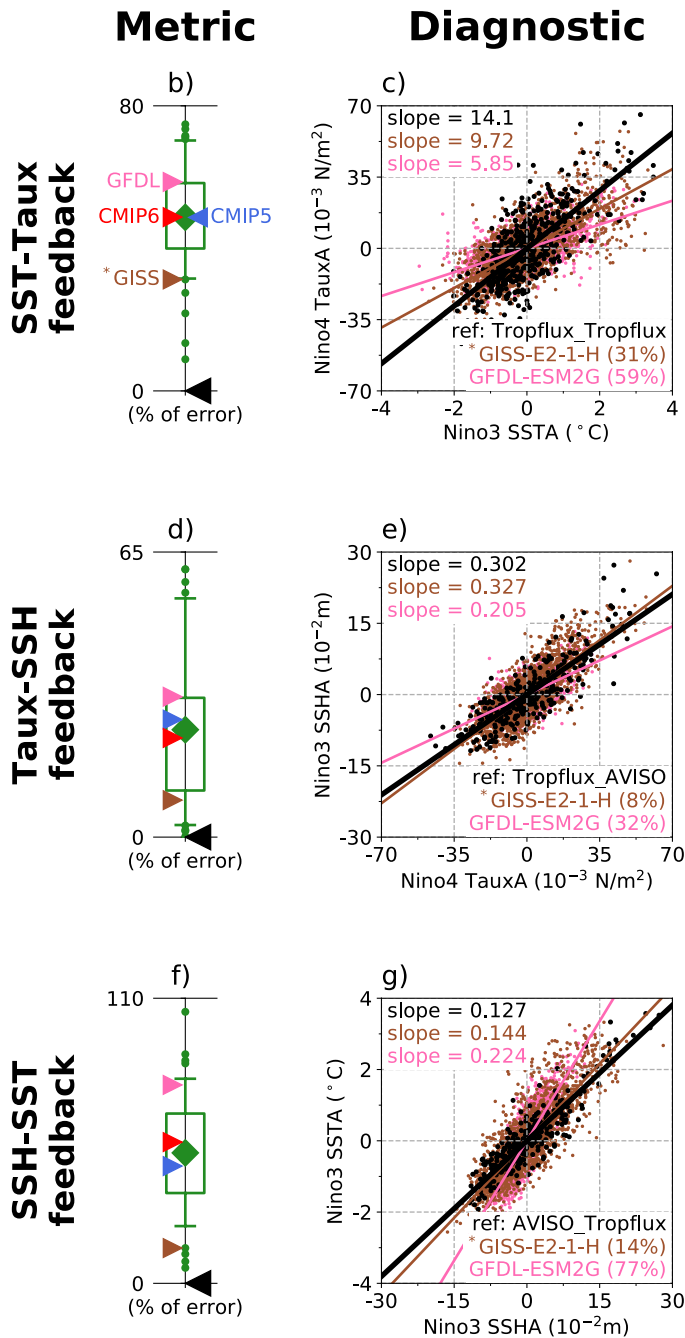 Metric
Diagnostic
SST-Taux
feedback
b)
80
GFDL
CMIP6
CMIP5
*GISS
0
(% of error)
c)
70
35
0
-35
-70
Nino4 TauxA (10⁻³ N/m²)
slope = 14.1
slope = 9.72
slope = 5.85
ref: Tropflux_Tropflux
*GISS-E2-1-H (31%)
GFDL-ESM2G (59%)
-4 -2 0 2 4
Nino3 SSTA (°C)
Taux-SSH
feedback
d)
65
0
(% of error)
e)
30
15
0
-15
-30
Nino3 SSHA (10⁻²m)
slope = 0.302
slope = 0.327
slope = 0.205
ref: Tropflux_AVISO
*GISS-E2-1-H (8%)
GFDL-ESM2G (32%)
-70 -35 0 35 70
Nino4 TauxA (10⁻³ N/m²)
SSH-SST
feedback
f)
110
0
(% of error)
g)
4
2
0
-2
-4
Nino3 SSTA (°C)
slope = 0.127
slope = 0.144
slope = 0.224
ref: AVISO_Tropflux
*GISS-E2-1-H (14%)
GFDL-ESM2G (77%)
-30 -15 0 15 30
Nino3 SSHA (10⁻²m)